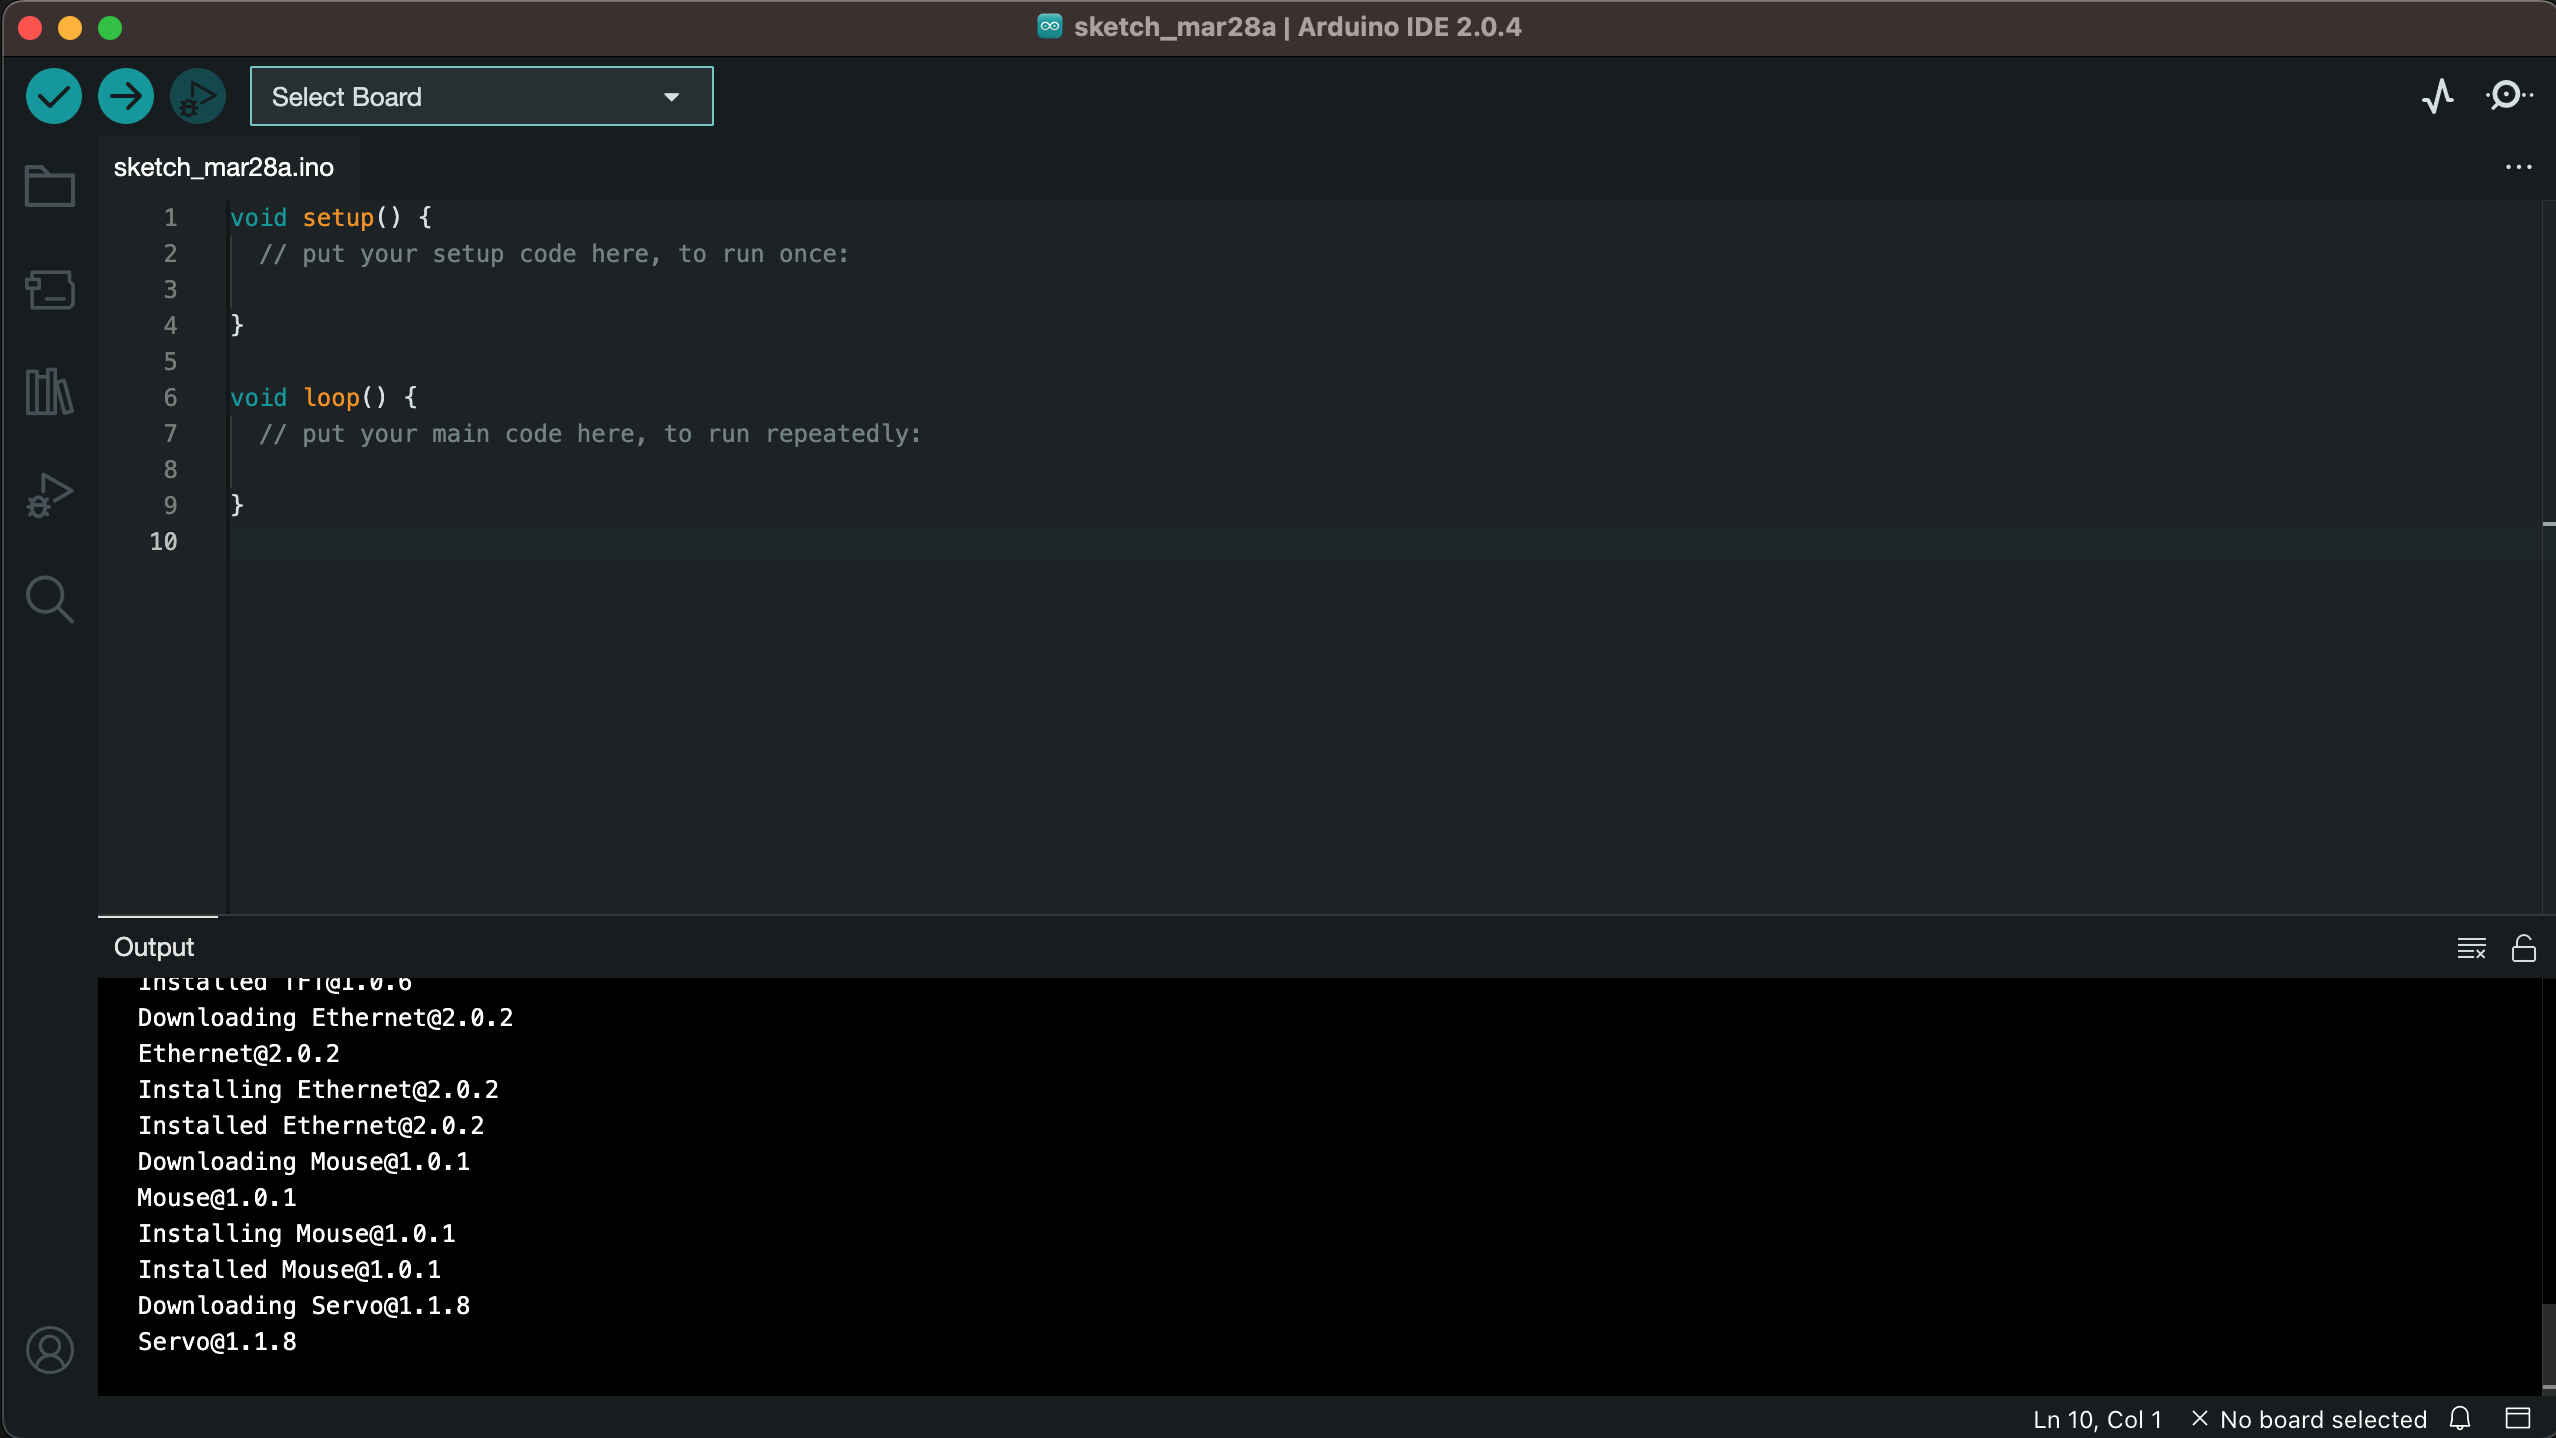 sketch_mar28a | Arduino IDE 2.0.4
Select Board
sketch_mar28a.ino
1 void setup() {
2 // put your setup code here, to run once:
3
4 }
5
6 void loop() {
7 // put your main code here, to run repeatedly:
8
9 }
10
Output
Installed TFT@1.0.6
Downloading Ethernet@2.0.2
Ethernet@2.0.2
Installing Ethernet@2.0.2
Installed Ethernet@2.0.2
Downloading Mouse@1.0.1
Mouse@1.0.1
Installing Mouse@1.0.1
Installed Mouse@1.0.1
Downloading Servo@1.1.8
Servo@1.1.8
Ln 10, Col 1 × No board selected